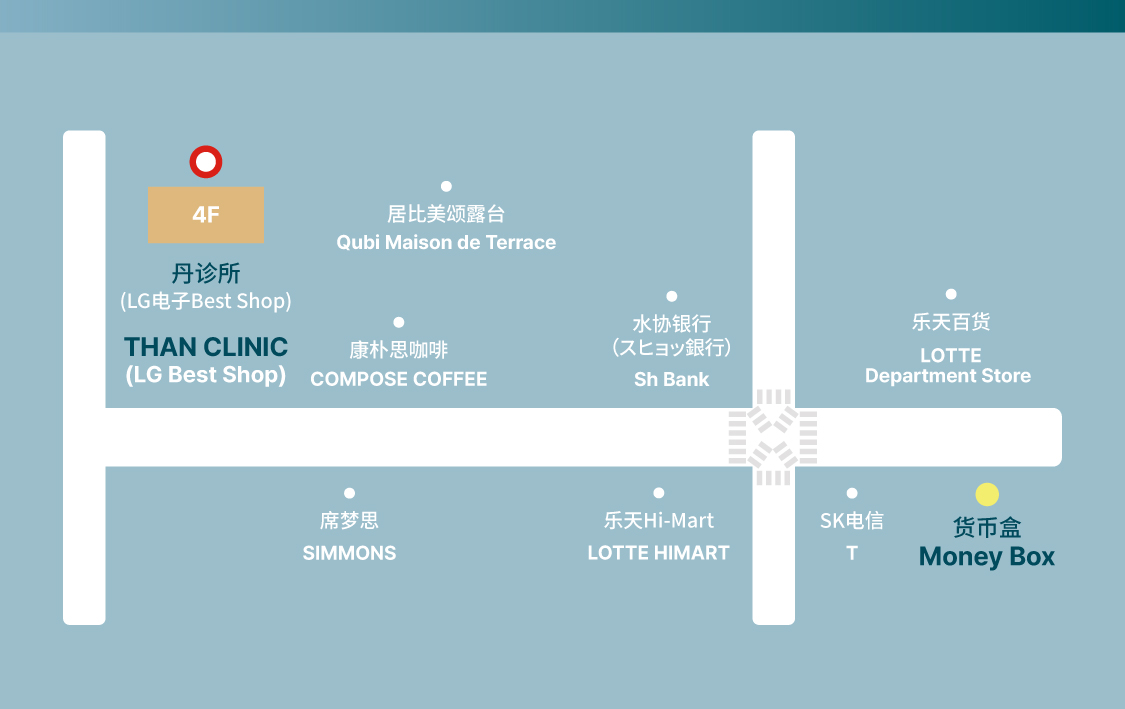 4F
丹诊所
(LG电子Best Shop)
THAN CLINIC
(LG Best Shop)
居比美颂露台
Qubi Maison de Terrace
康朴思咖啡
COMPOSE COFFEE
水协银行
(スヒョッ銀行)
Sh Bank
乐天百货
LOTTE
Department Store
席梦思
SIMMONS
乐天Hi-Mart
LOTTE HIMART
SK电信
T
货币盒
Money Box